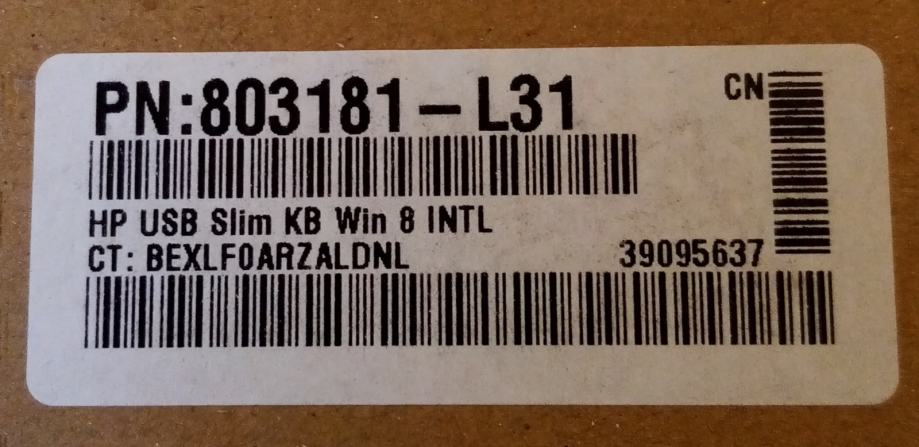 PN:803181-L31
CN
HP USB Slim KB Win 8 INTL
CT: BEXLF0ARZALDNL 39095637